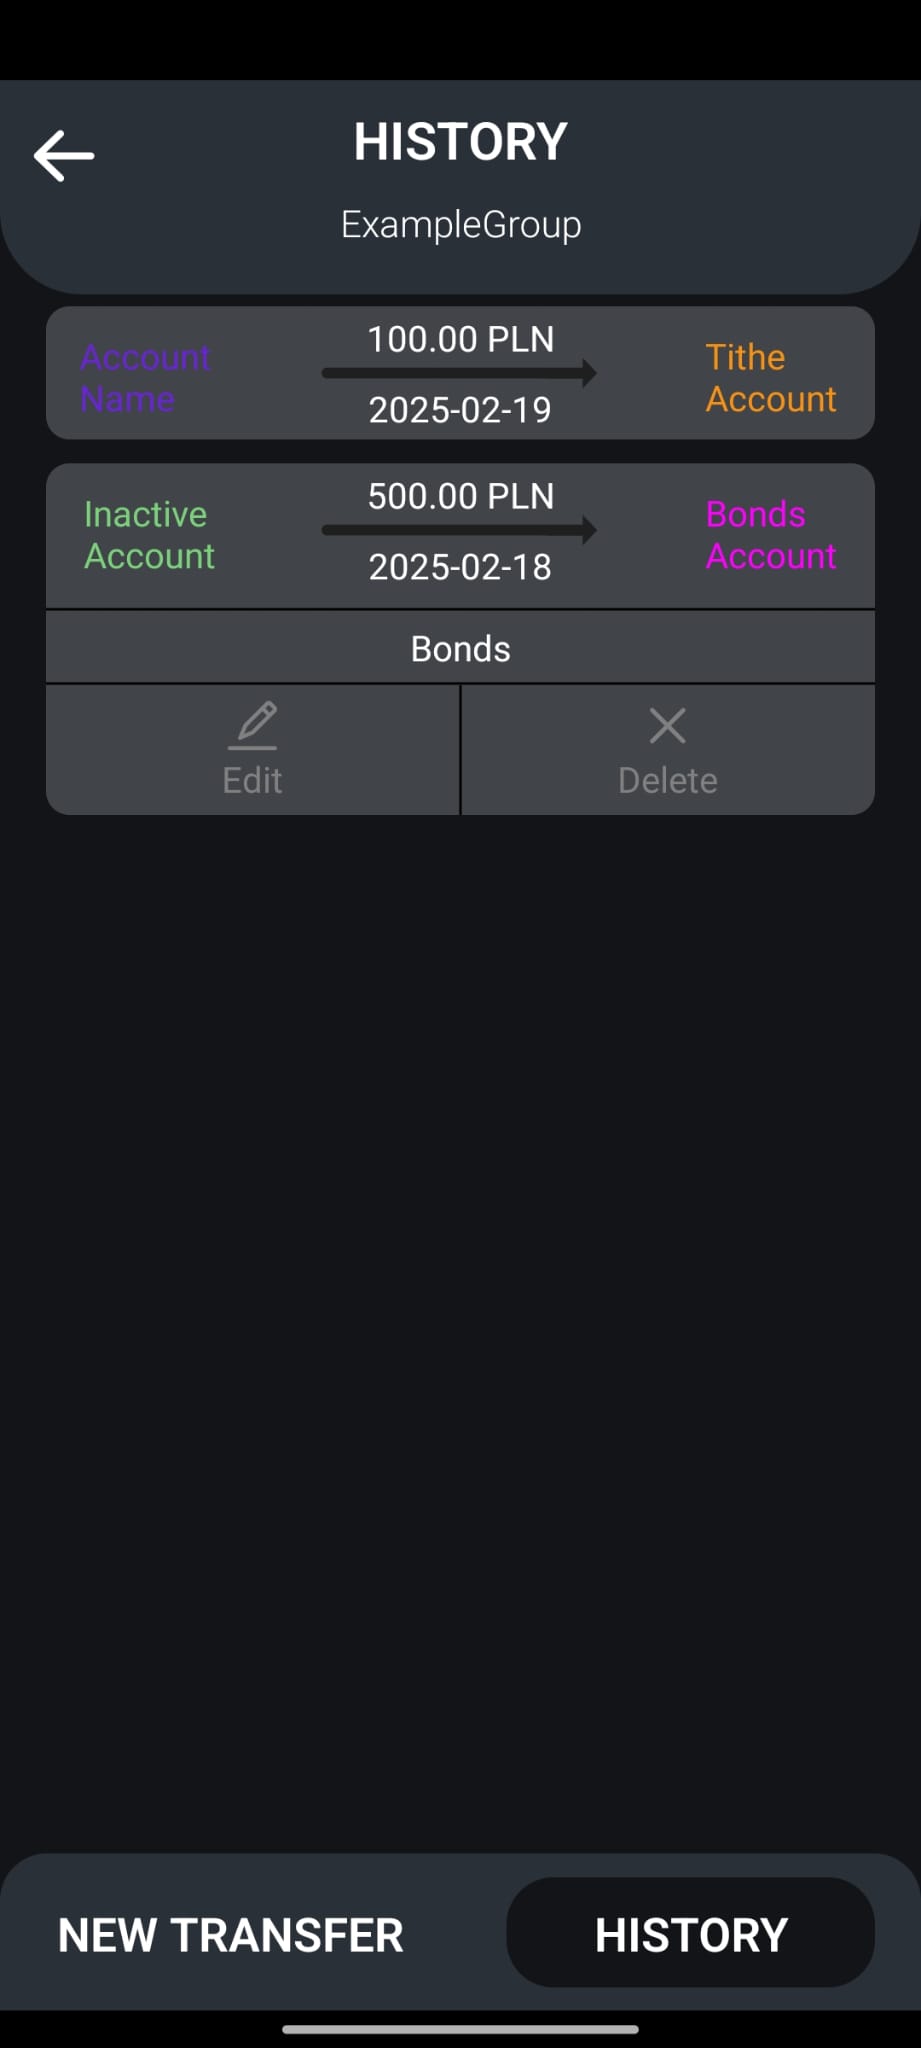 HISTORY
ExampleGroup
Account
Name
100.00 PLN
2025-02-19
Tithe
Account
Inactive
Account
500.00 PLN
2025-02-18
Bonds
Account
Bonds
Edit
Delete
NEW TRANSFER
HISTORY